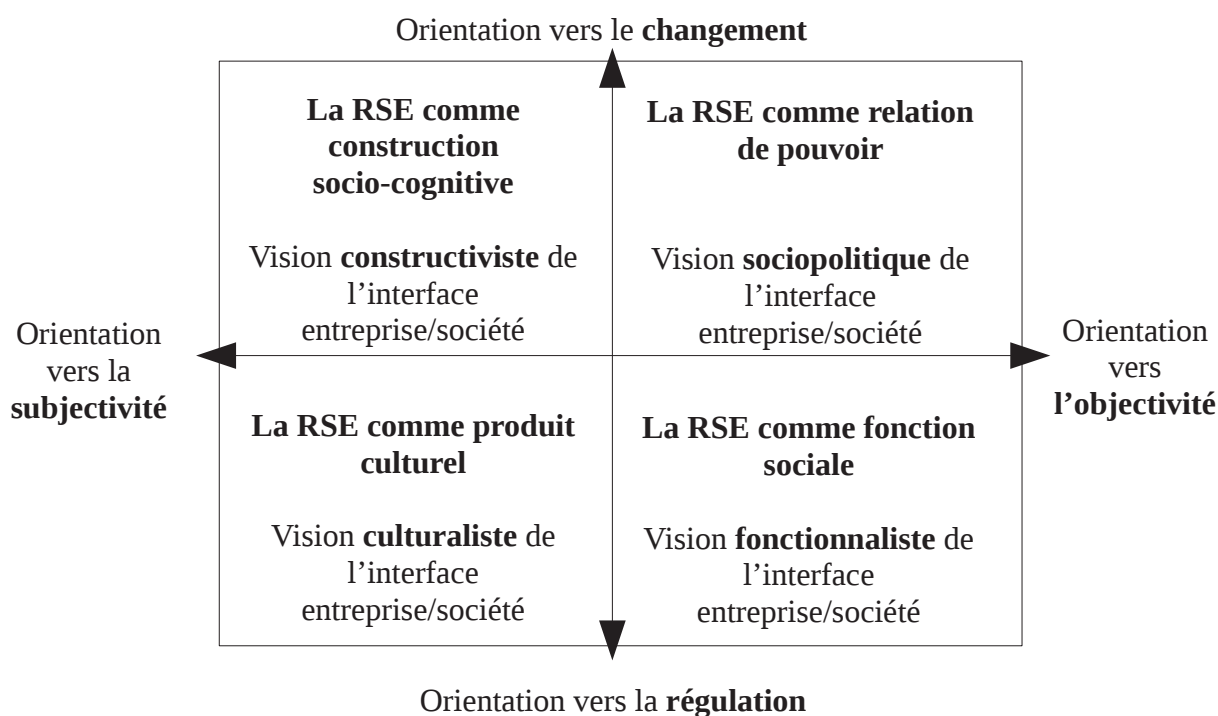 Orientation vers le changement
La RSE comme
construction
socio-cognitive
Vision constructiviste de
l’interface
entreprise/société
La RSE comme relation
de pouvoir
Vision sociopolitique de
l’interface
entreprise/société
Orientation
vers la
subjectivité
Orientation
vers
l’objectivité
La RSE comme produit
culturel
Vision culturaliste de
l’interface
entreprise/société
La RSE comme fonction
sociale
Vision fonctionnaliste de
l’interface
entreprise/société
Orientation vers la régulation